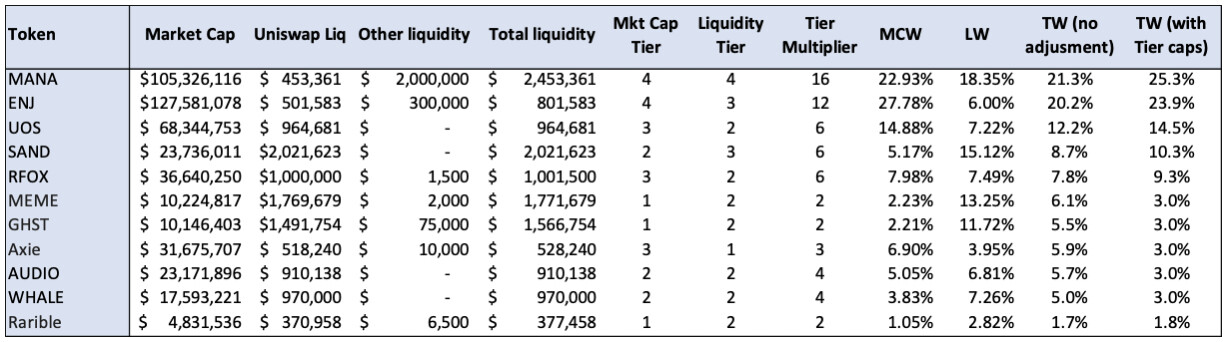 Token Market Cap Uniswap Liq Other liquidity Total liquidity Mkt Cap Tier Liquidity Tier Tier Multiplier MCW LW TW (no adjusment) TW (with Tier caps)
MANA $105,326,116 $ 453,361 $ 2,000,000 $ 2,453,361 4 4 16 22.93% 18.35% 21.3% 25.3%
ENJ $127,581,078 $ 501,583 $ 300,000 $ 801,583 4 3 12 27.78% 6.00% 20.2% 23.9%
UOS $ 68,344,753 $ 964,681 $ - $ 964,681 3 2 6 14.88% 7.22% 12.2% 14.5%
SAND $ 23,736,011 $2,021,623 $ - $ 2,021,623 2 3 6 5.17% 15.12% 8.7% 10.3%
RFOX $ 36,640,250 $1,000,000 $ 1,500 $ 1,001,500 3 2 6 7.98% 7.49% 7.8% 9.3%
MEME $ 10,224,817 $1,769,679 $ 2,000 $ 1,771,679 1 2 2 2.23% 13.25% 6.1% 3.0%
GHST $ 10,146,403 $1,491,754 $ 75,000 $ 1,566,754 1 2 2 2.21% 11.72% 5.5% 3.0%
Axie $ 31,675,707 $ 518,240 $ 10,000 $ 528,240 3 1 3 6.90% 3.95% 5.9% 3.0%
AUDIO $ 23,171,896 $ 910,138 $ - $ 910,138 2 2 4 5.05% 6.81% 5.7% 3.0%
WHALE $ 17,593,221 $ 970,000 $ - $ 970,000 2 2 4 3.83% 7.26% 5.0% 3.0%
Rarible $ 4,831,536 $ 370,958 $ 6,500 $ 377,458 1 2 2 1.05% 2.82% 1.7% 1.8%